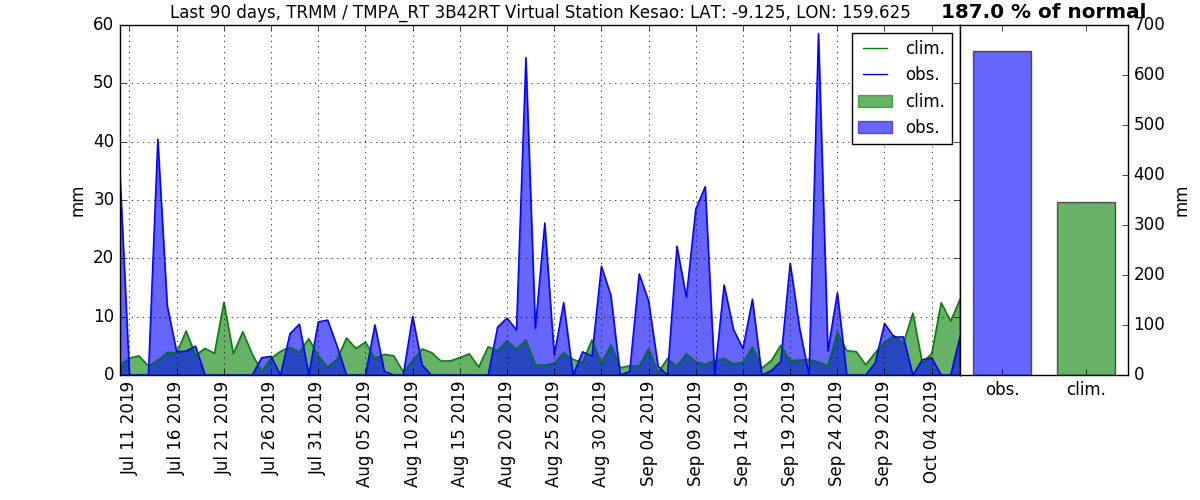 Last 90 days, TRMM / TMPA_RT 3B42RT Virtual Station Kesao: LAT: -9.125, LON: 159.625
187.0 % of normal
60
50
40
30
20
10
0
mm
clim.
obs.
clim.
obs.
700
600
500
400
300
200
100
0
mm
Jul 11 2019
Jul 16 2019
Jul 21 2019
Jul 26 2019
Jul 31 2019
Aug 05 2019
Aug 10 2019
Aug 15 2019
Aug 20 2019
Aug 25 2019
Aug 30 2019
Sep 04 2019
Sep 09 2019
Sep 14 2019
Sep 19 2019
Sep 24 2019
Sep 29 2019
Oct 04 2019
obs.
clim.